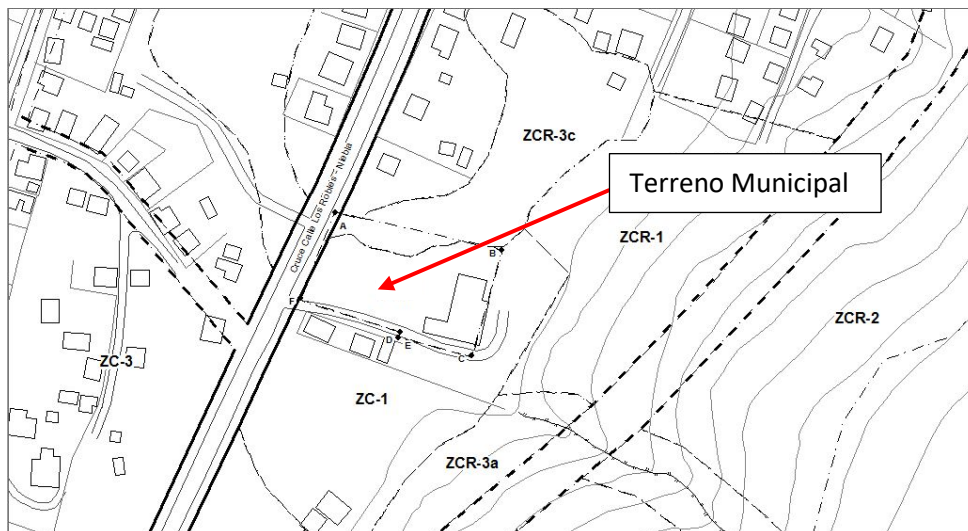 ZCR-3c
Cruce Calle Los Robles - Niebla
Terreno Municipal
A
ZCR-1
B
F
ZCR-2
D
E
C
ZC-3
ZC-1
ZCR-3a